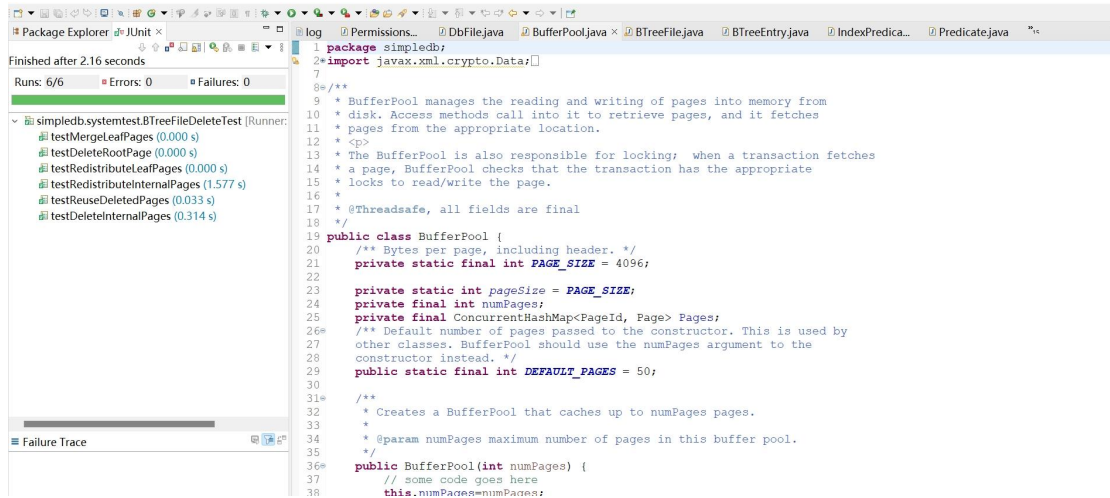 Package Explorer JUnit ×
Finished after 2.16 seconds
Runs: 6/6 Errors: 0 Failures: 0
simpledb.systemtest.BTreeFileDeleteTest [Runner:
testMergeLeafPages (0.000 s)
testDeleteRootPage (0.000 s)
testRedistributeLeafPages (0.000 s)
testRedistributeInternalPages (1.577 s)
testReuseDeletedPages (0.033 s)
testDeleteInternalPages (0.314 s)
Failure Trace
log Permissions... DbFile.java BufferPool.java × BTreeFile.java BTreeEntry.java IndexPredica... Predicate.java
1 package simpledb;
2 import javax.xml.crypto.Data;
7
8 /**
9 * BufferPool manages the reading and writing of pages into memory from
10 * disk. Access methods call into it to retrieve pages, and it fetches
11 * pages from the appropriate location.
12 * <p>
13 * The BufferPool is also responsible for locking; when a transaction fetches
14 * a page, BufferPool checks that the transaction has the appropriate
15 * locks to read/write the page.
16 *
17 * @Threadsafe, all fields are final
18 */
19 public class BufferPool {
20 /** Bytes per page, including header. */
21 private static final int PAGE_SIZE = 4096;
22
23 private static int pageSize = PAGE_SIZE;
24 private final int numPages;
25 private final ConcurrentHashMap<PageId, Page> Pages;
26 /** Default number of pages passed to the constructor. This is used by
27 other classes. BufferPool should use the numPages argument to the
28 constructor instead. */
29 public static final int DEFAULT_PAGES = 50;
30
31 /**
32 * Creates a BufferPool that caches up to numPages pages.
33 *
34 * @param numPages maximum number of pages in this buffer pool.
35 */
36 public BufferPool(int numPages) {
37 // some code goes here
38 this.numPages=numPages;